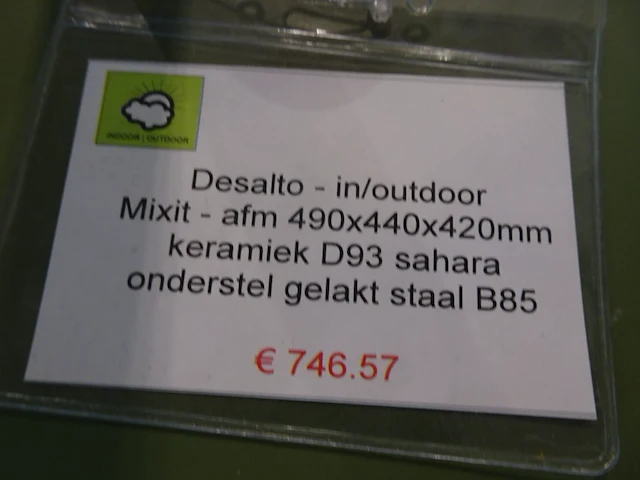 INDOOR | OUTDOOR
Desalto - in/outdoor
Mixit - afm 490x440x420mm
keramiek D93 sahara
onderstel gelakt staal B85
€ 746.57